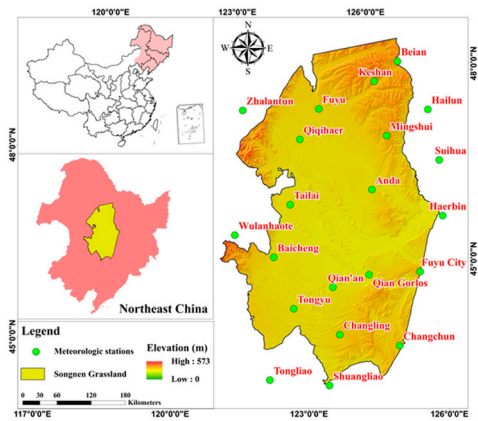 120°0'0"E
123°0'0"E
126°0'0"E
N
W
E
S
48°0'0"N
48°0'0"N
Beian
Keshan
Zhalantun
Fuyu
Hailun
Qiqihaer
Mingshui
Suihua
Anda
Tailai
Haerbin
Wulanhaote
Baicheng
Fuyu City
45°0'0"N
Qian'an
Qian Gorlos
Northeast China
Tongyu
Legend
Meteorologic stations
Elevation (m)
High : 573
Songnen Grassland
Low : 0
45°0'0"N
Changling
Changchun
Tongliao
Shuangliao
0 30 60 120 180
Kilometers
117°0'0"E
120°0'0"E
123°0'0"E
126°0'0"E